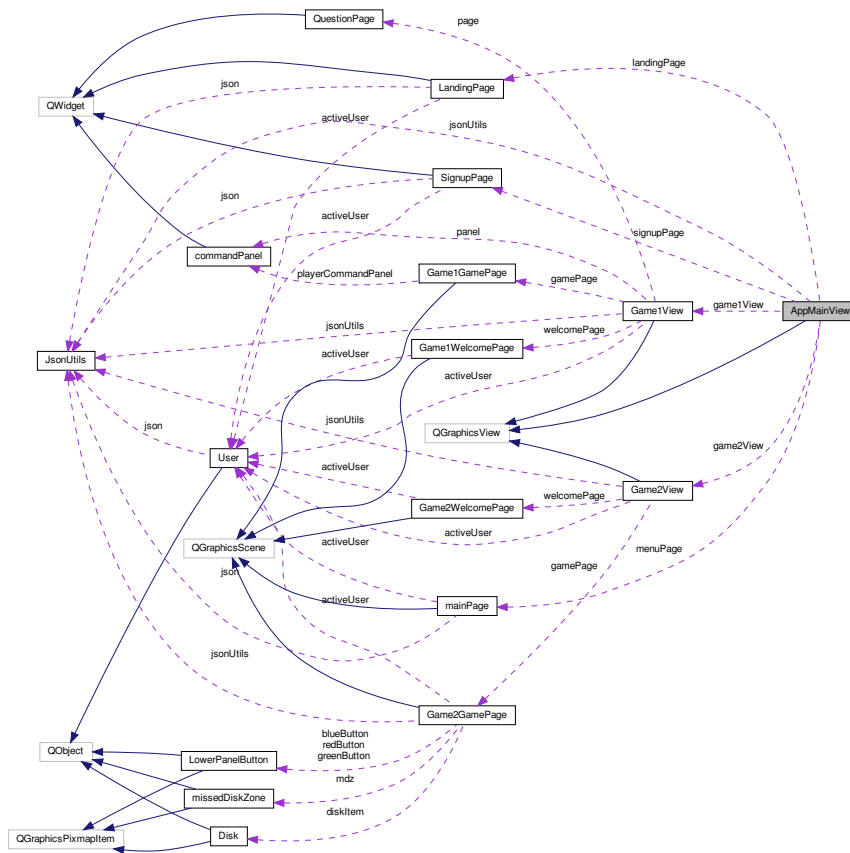 QuestionPage
page
landingPage
json
LandingPage
QWidget
activeUser
jsonUtils
SignupPage
json
activeUser
panel
signupPage
commandPanel
playerCommandPanel
Game1GamePage
gamePage
game1View
Game1View
AppMainView
jsonUtils
welcomePage
JsonUtils
activeUser
Game1WelcomePage
activeUser
jsonUtils
json
QGraphicsView
game2View
User
activeUser
Game2View
welcomePage
Game2WelcomePage
activeUser
QGraphicsScene
activeUser
menuPage
gamePage
json
activeUser
mainPage
jsonUtils
Game2GamePage
blueButton
redButton
greenButton
QObject
LowerPanelButton
mdz
missedDiskZone
diskItem
Disk
QGraphicsPixmapItem